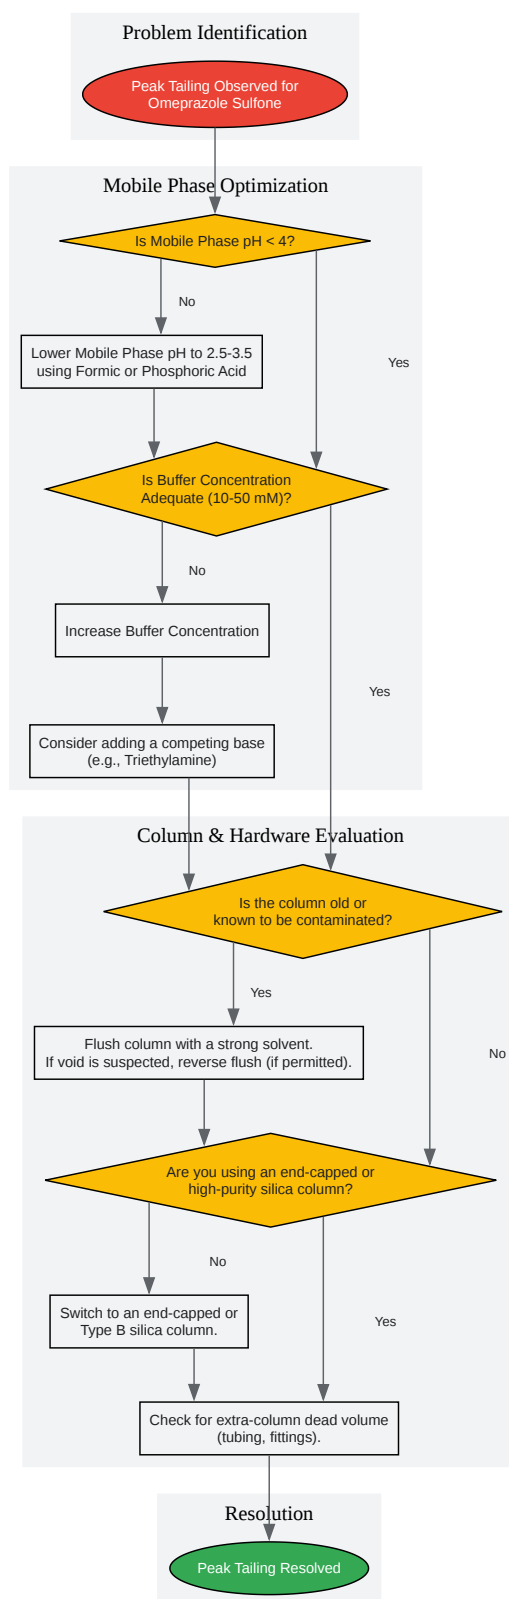 Problem Identification
Peak Tailing Observed for
Omeprazole Sulfone
Mobile Phase Optimization
Is Mobile Phase pH < 4?
No
Lower Mobile Phase pH to 2.5-3.5
using Formic or Phosphoric Acid
Yes
Is Buffer Concentration
Adequate (10-50 mM)?
No
Increase Buffer Concentration
Yes
Consider adding a competing base
(e.g., Triethylamine)
Column & Hardware Evaluation
Is the column old or
known to be contaminated?
Yes
Flush column with a strong solvent.
If void is suspected, reverse flush (if permitted).
No
Are you using an end-capped or
high-purity silica column?
No
Switch to an end-capped or
Type B silica column.
Yes
Check for extra-column dead volume
(tubing, fittings).
Resolution
Peak Tailing Resolved